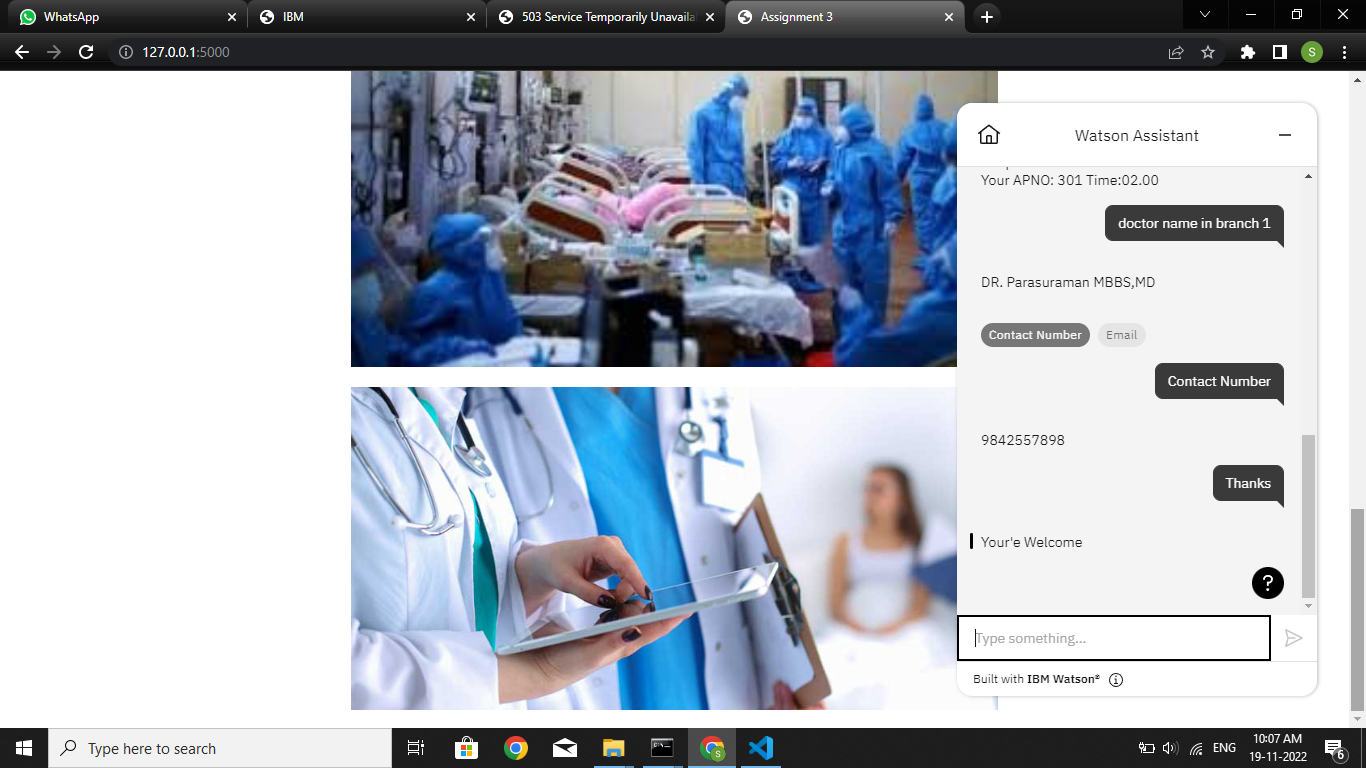 WhatsApp
IBM
503 Service Temporarily Unavaila
Assignment 3
127.0.0.1:5000
S
Watson Assistant
Your APNO: 301 Time:02.00
doctor name in branch 1
DR. Parasuraman MBBS,MD
Contact Number
Email
Contact Number
9842557898
Thanks
Your'e Welcome
?
Type something...
Built with IBM Watson®
Type here to search
S
ENG
10:07 AM
19-11-2022
6